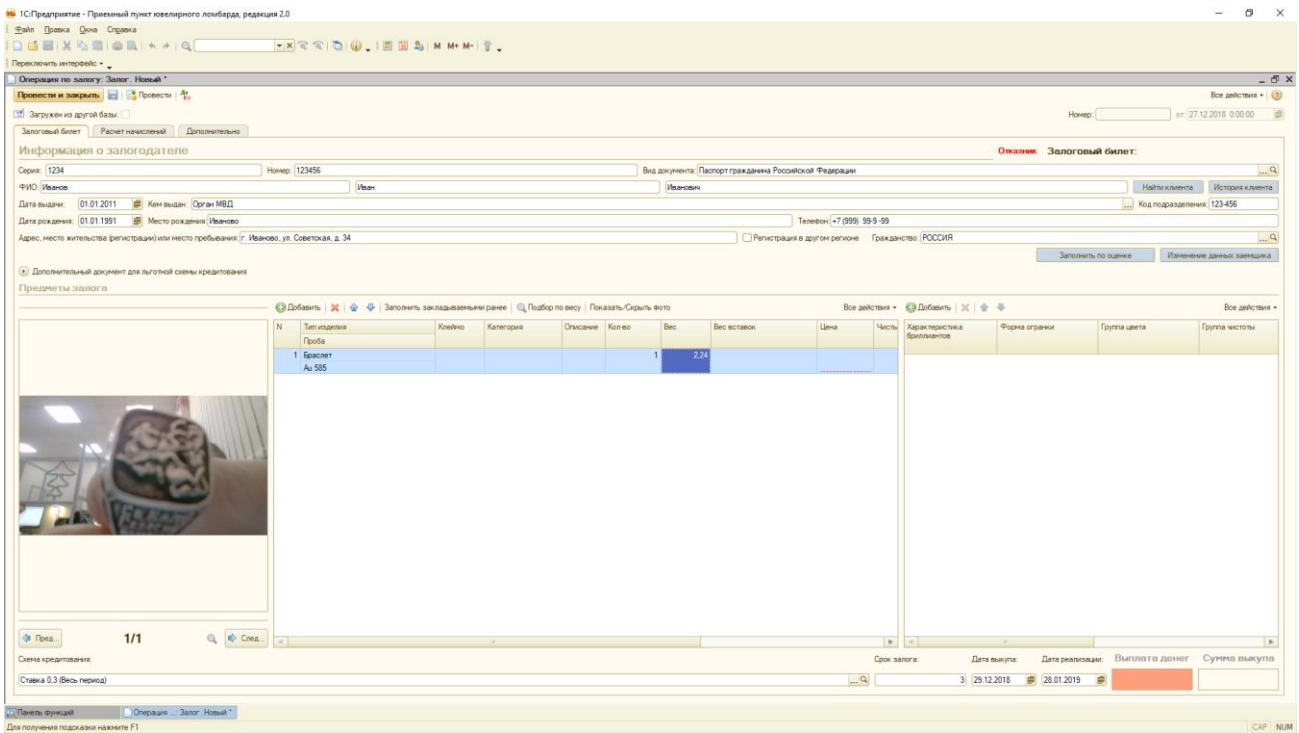 1С:Предприятие - Приемный пункт ювелирного ломбарда, редакция 2.0
Файл Правка Окна Справка
M M+ M-
Переключить интерфейс
Операция по залогу: Залог. Новый *
Провести и закрыть Провести Все действия
Загружен из другой базы: Номер: от: 27.12.2018 0:00:00
Залоговый билет Расчет начислений Дополнительно
Информация о залогодателе Отказник Залоговый билет:
Серия: 1234 Номер: 123456 Вид документа: Паспорт гражданина Российской Федерации ...
ФИО: Иванов Иван Иванович Найти клиента История клиента
Дата выдачи: 01.01.2011 Кем выдан: Орган МВД ... Код подразделения: 123-456
Дата рождения: 01.01.1991 Место рождения: Иваново Телефон: +7 (999) 99-9 -99
Адрес, место жительства (регистрации) или место пребывания: г. Иваново, ул. Советская, д. 34 Регистрация в другом регионе Гражданство: РОССИЯ ...
Заполнить по оценке Изменение данных заемщика
Дополнительный документ для льготной схемы кредитования
Предметы залога
Добавить Заполнить закладываемыми ранее Подбор по весу Показать/Скрыть фото Все действия Добавить Все действия
N Тип изделия Клеймо Категория Описание Кол-во Вес Вес вставок Цена Чисты Характеристика бриллиантов Форма огранки Группа цвета Группа чистоты
Проба
1 Браслет 1 2,24
Au 585
Пред... 1/1 След...
Схема кредитования: Срок залога: Дата выкупа: Дата реализации: Выплата денег Сумма выкупа
Ставка 0,3 (Весь период) ... 3 29.12.2018 28.01.2019
Панель функций Операция ...: Залог. Новый *
Для получения подсказки нажмите F1 CAP NUM